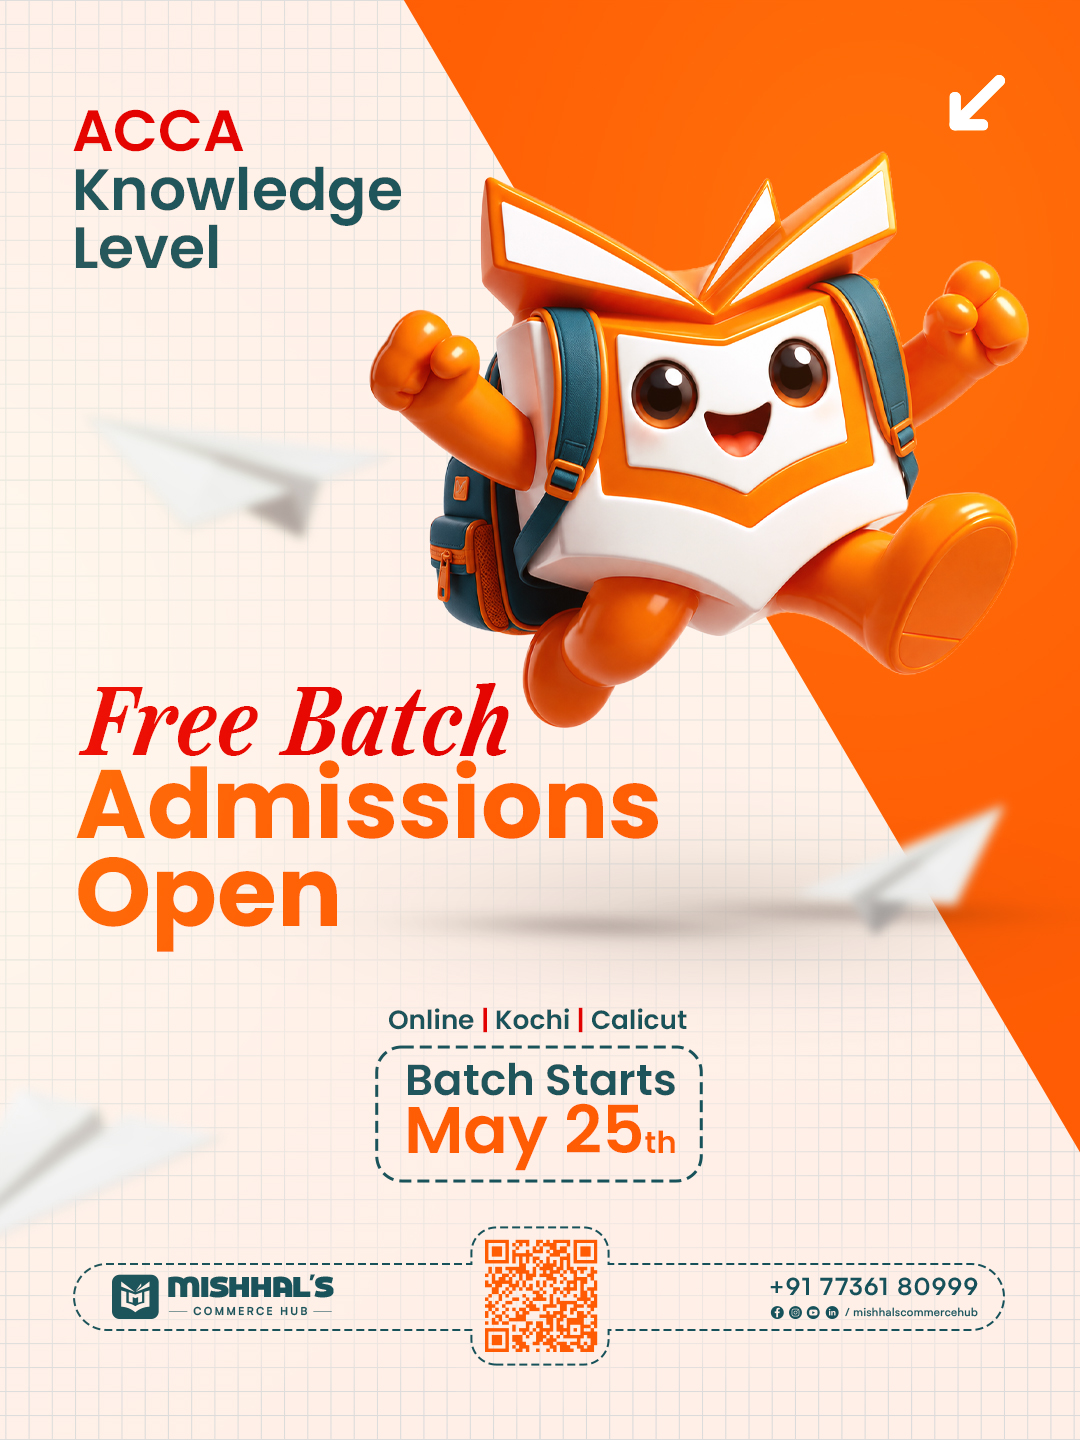 ACCA
Knowledge
Level
Free Batch
Admissions
Open
Online | Kochi | Calicut
Batch Starts
May 25th
MISHHAL'S
COMMERCE HUB
+91 77361 80999
/ mishhalscommercehub